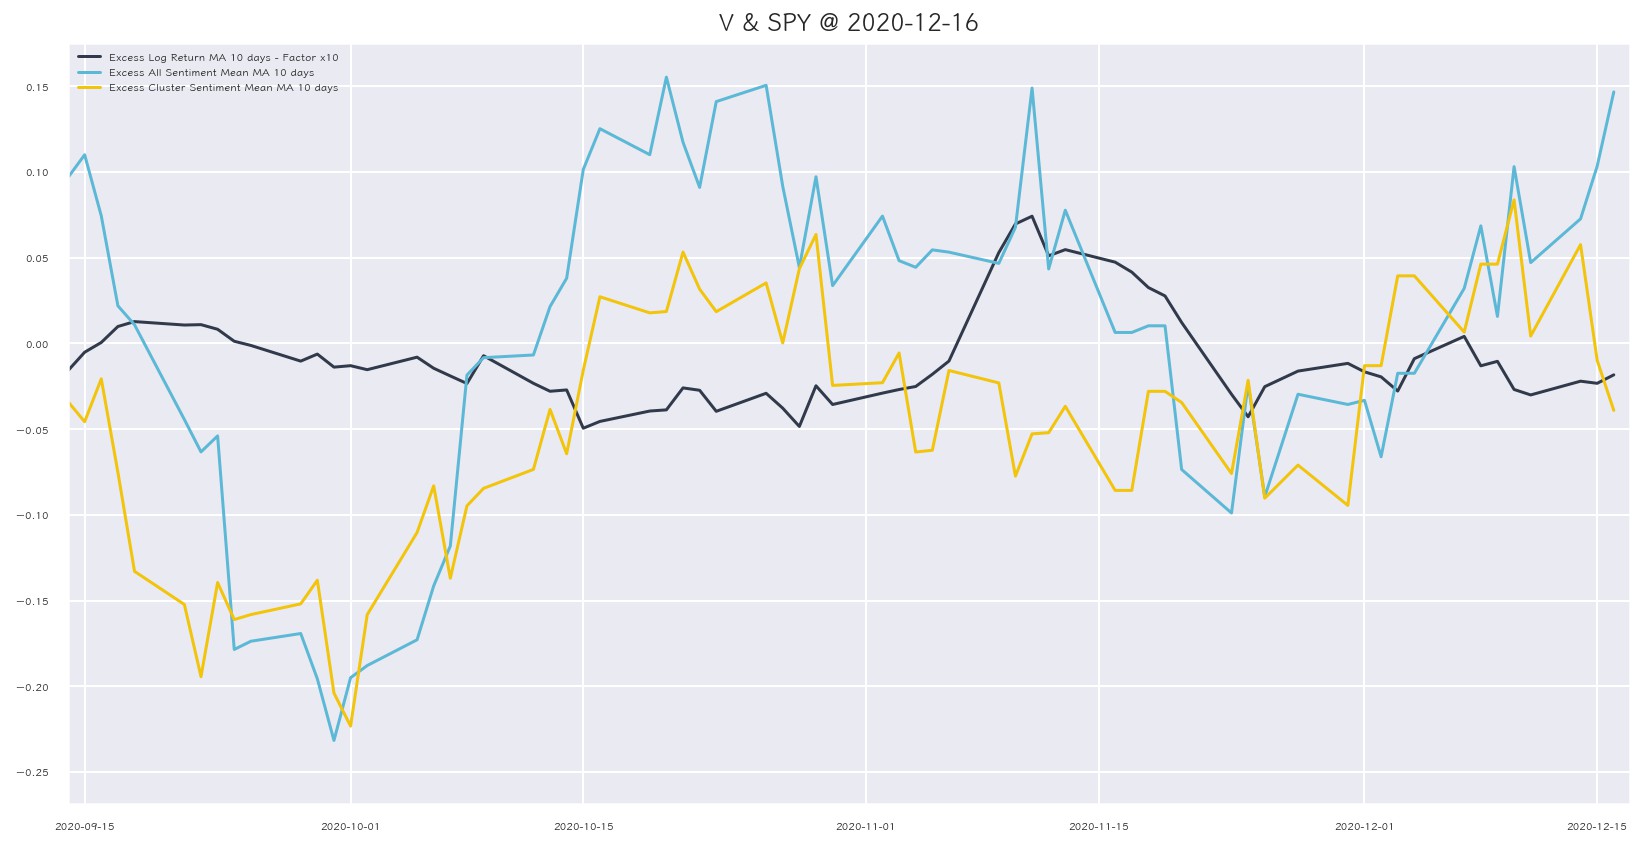 V & SPY @ 2020-12-16
Excess Log Return MA 10 days - Factor x10
Excess All Sentiment Mean MA 10 days
Excess Cluster Sentiment Mean MA 10 days
0.15
0.10
0.05
0.00
−0.05
−0.10
−0.15
−0.20
−0.25
2020-09-15 2020-10-01 2020-10-15 2020-11-01 2020-11-15 2020-12-01 2020-12-15